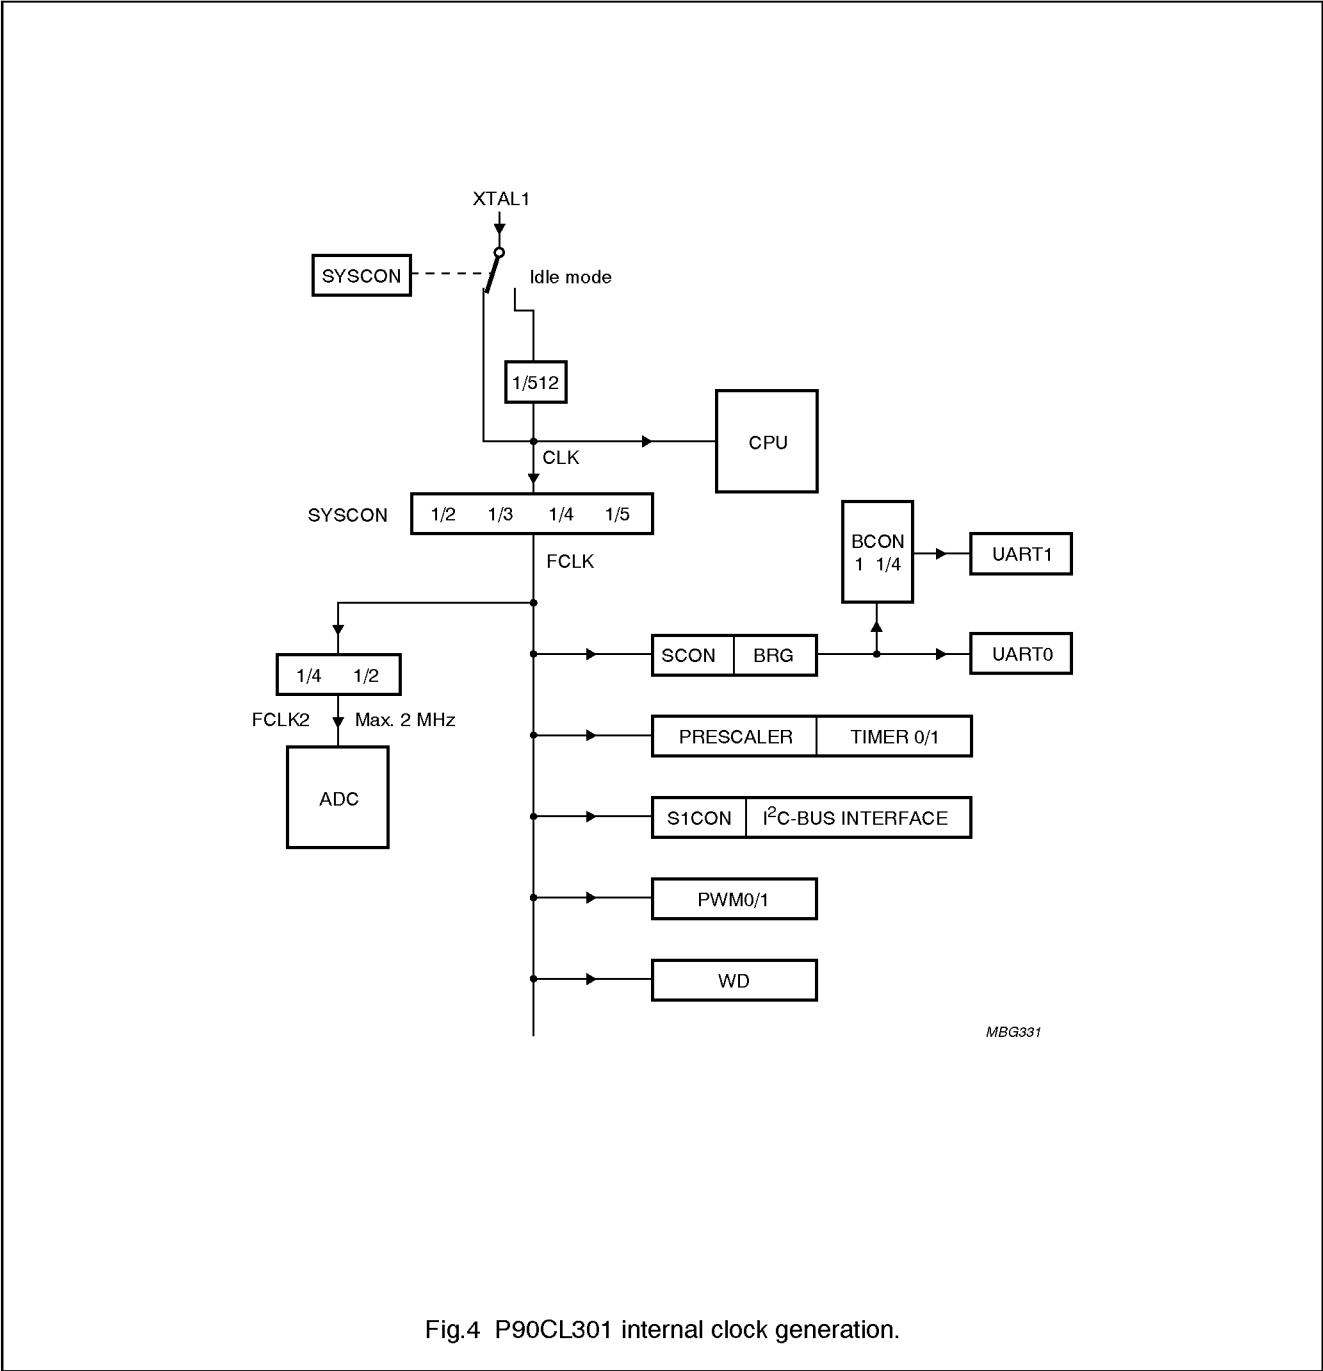 XTAL1
SYSCON
Idle mode
1/512
CPU
CLK
SYSCON
1/2 1/3 1/4 1/5
FCLK
BCON
1 1/4
UART1
SCON BRG
UART0
1/4 1/2
FCLK2 Max. 2 MHz
ADC
PRESCALER TIMER 0/1
S1CON I²C-BUS INTERFACE
PWM0/1
WD
MBG331
Fig.4 P90CL301 internal clock generation.